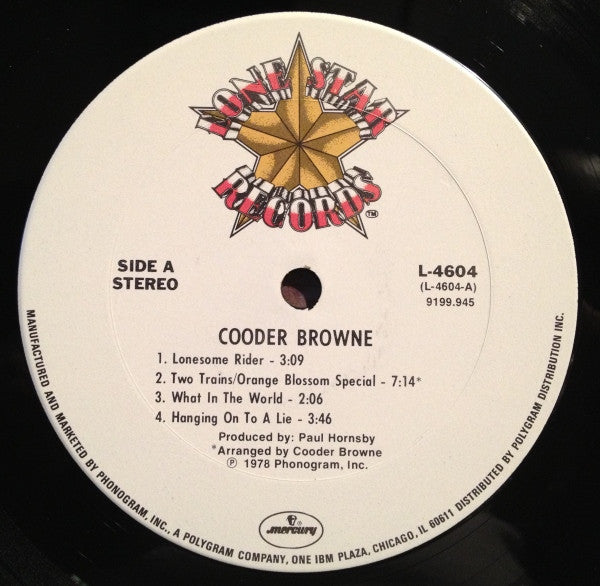 LONE STAR
RECORDS™
SIDE A
STEREO
L-4604
(L-4604-A)
9199.945
COODER BROWNE
1. Lonesome Rider - 3:09
2. Two Trains/Orange Blossom Special - 7:14*
3. What In The World - 2:06
4. Hanging On To A Lie - 3:46
Produced by: Paul Hornsby
*Arranged by Cooder Browne
℗ 1978 Phonogram, Inc.
mercury
MANUFACTURED AND MARKETED BY PHONOGRAM, INC., A POLYGRAM COMPANY, ONE IBM PLAZA, CHICAGO, IL 60611 DISTRIBUTED BY POLYGRAM DISTRIBUTION INC.